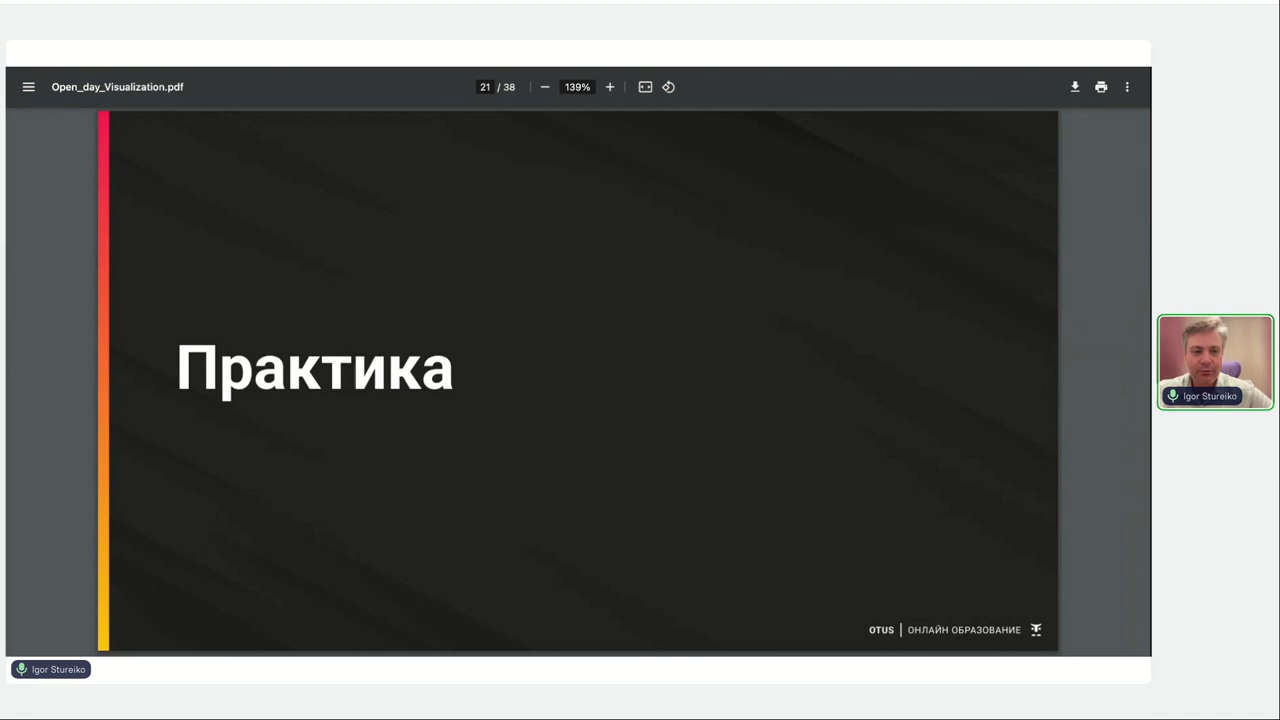 Open_day_Visualization.pdf
21 / 38
139%
Практика
OTUS | ОНЛАЙН ОБРАЗОВАНИЕ
Igor Stureiko
Igor Stureiko